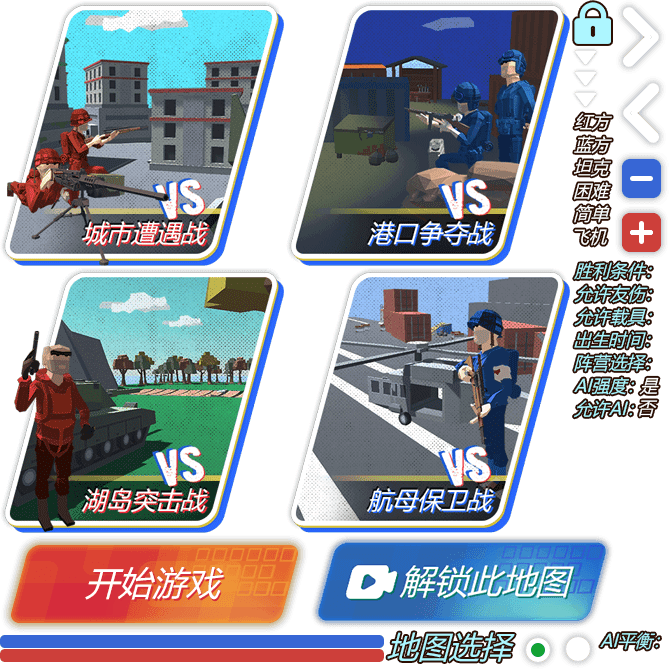 VS
城市遭遇战
VS
港口争夺战
VS
湖岛突击战
VS
航母保卫战
红方
蓝方
坦克
困难
简单
飞机
胜利条件:
允许友伤:
允许载具:
出生时间:
阵营选择:
AI强度: 是
允许AI: 否
开始游戏
解锁此地图
地图选择
AI平衡: